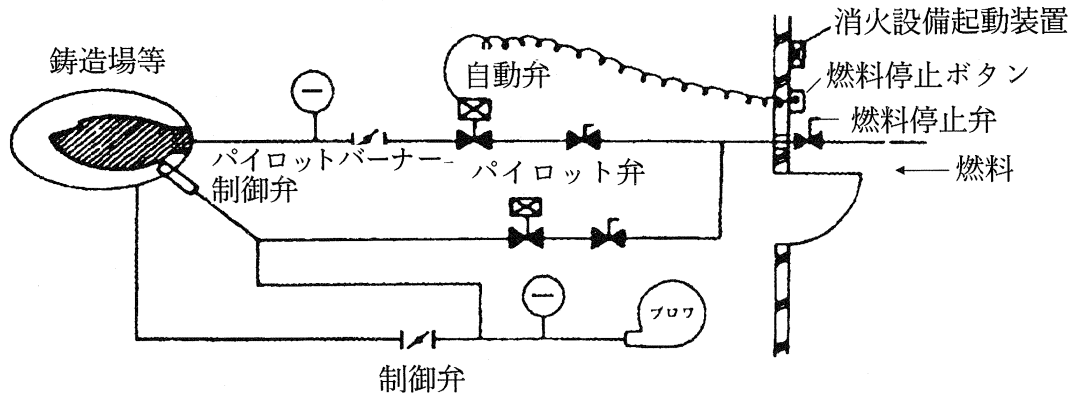 消火設備起動装置
鋳造場等
自動弁
燃料停止ボタン
燃料停止弁
パイロットバーナー
制御弁
パイロット弁
←燃料
ブロワ
制御弁